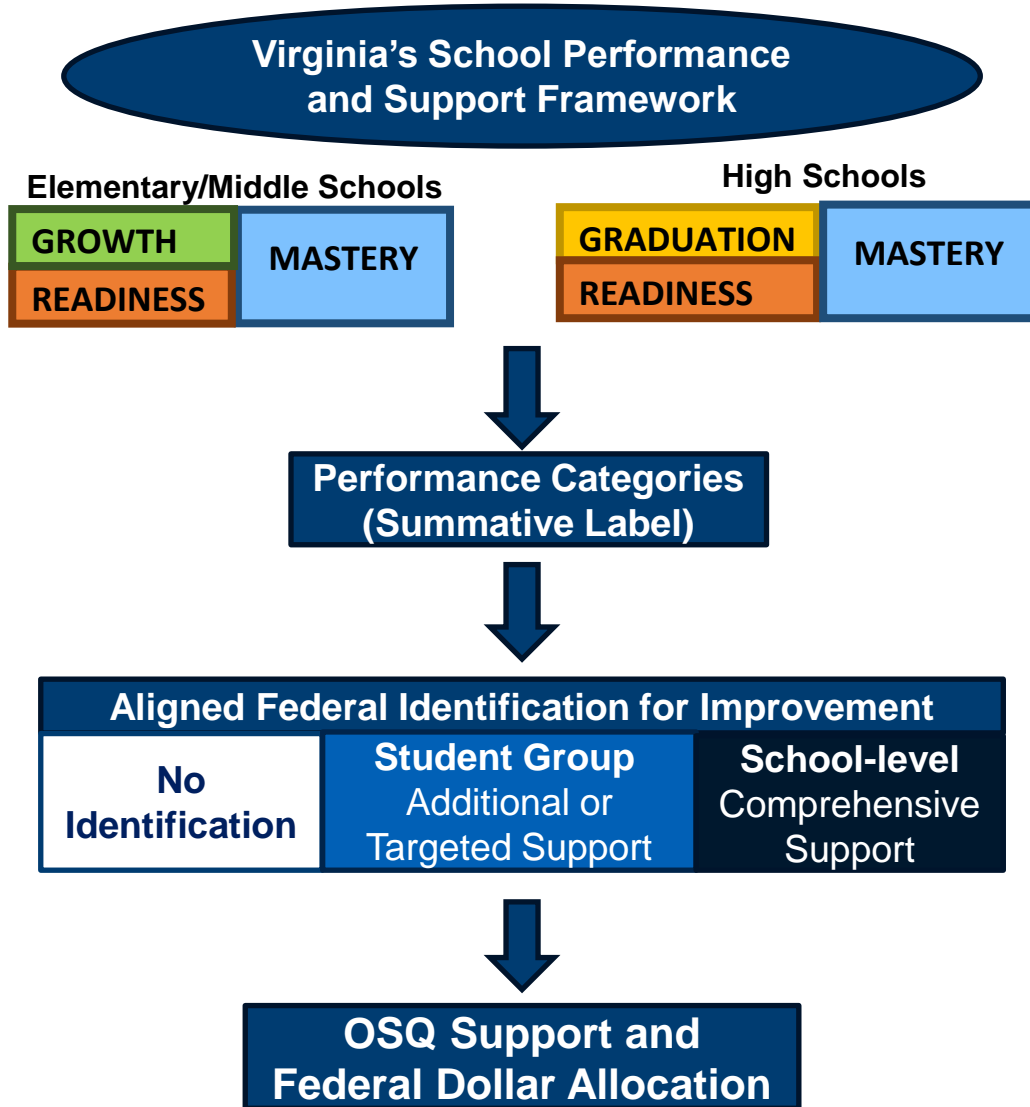 Virginia's School Performance
and Support Framework
Elementary/Middle Schools
GROWTH
READINESS
MASTERY
High Schools
GRADUATION
READINESS
MASTERY
Performance Categories
(Summative Label)
Aligned Federal Identification for Improvement
No
Identification
Student Group
Additional or
Targeted Support
School-level
Comprehensive
Support
OSQ Support and
Federal Dollar Allocation